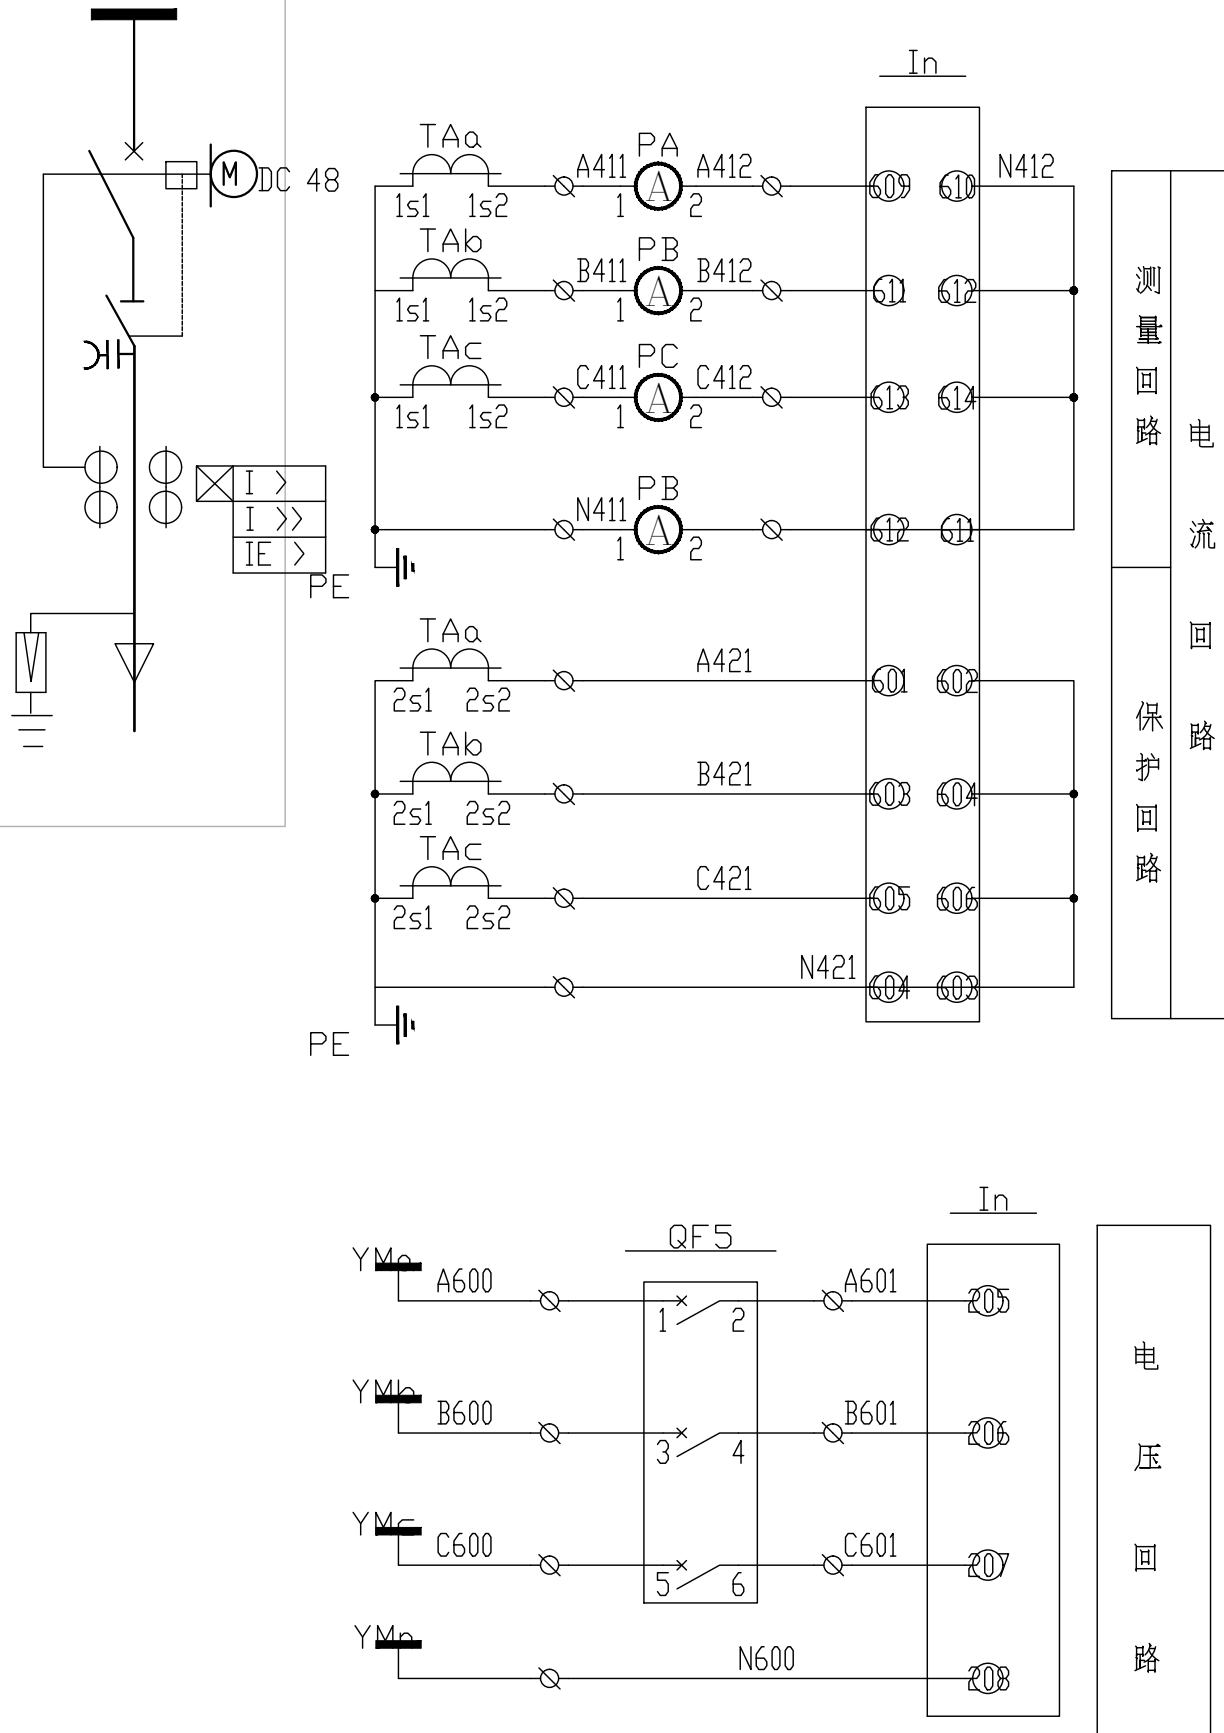 DC 48
M
I >
I >>
IE >
In
TAa
A411
PA
A412
N412
A
609
610
1s1
1s2
1
2
TAb
B411
PB
B412
A
611
612
1s1
1s2
1
2
TAc
C411
PC
C412
A
613
614
1s1
1s2
1
2
N411
PB
A
612
611
1
2
PE
TAa
A421
601
602
2s1
2s2
TAb
B421
603
604
2s1
2s2
TAc
C421
605
606
2s1
2s2
N421
604
603
PE
测量回路
保护回路
电流回路
In
QF5
YMa
A600
A601
1
2
205
YMb
B600
B601
3
4
206
YMc
C600
C601
5
6
207
YMn
N600
208
电压回路